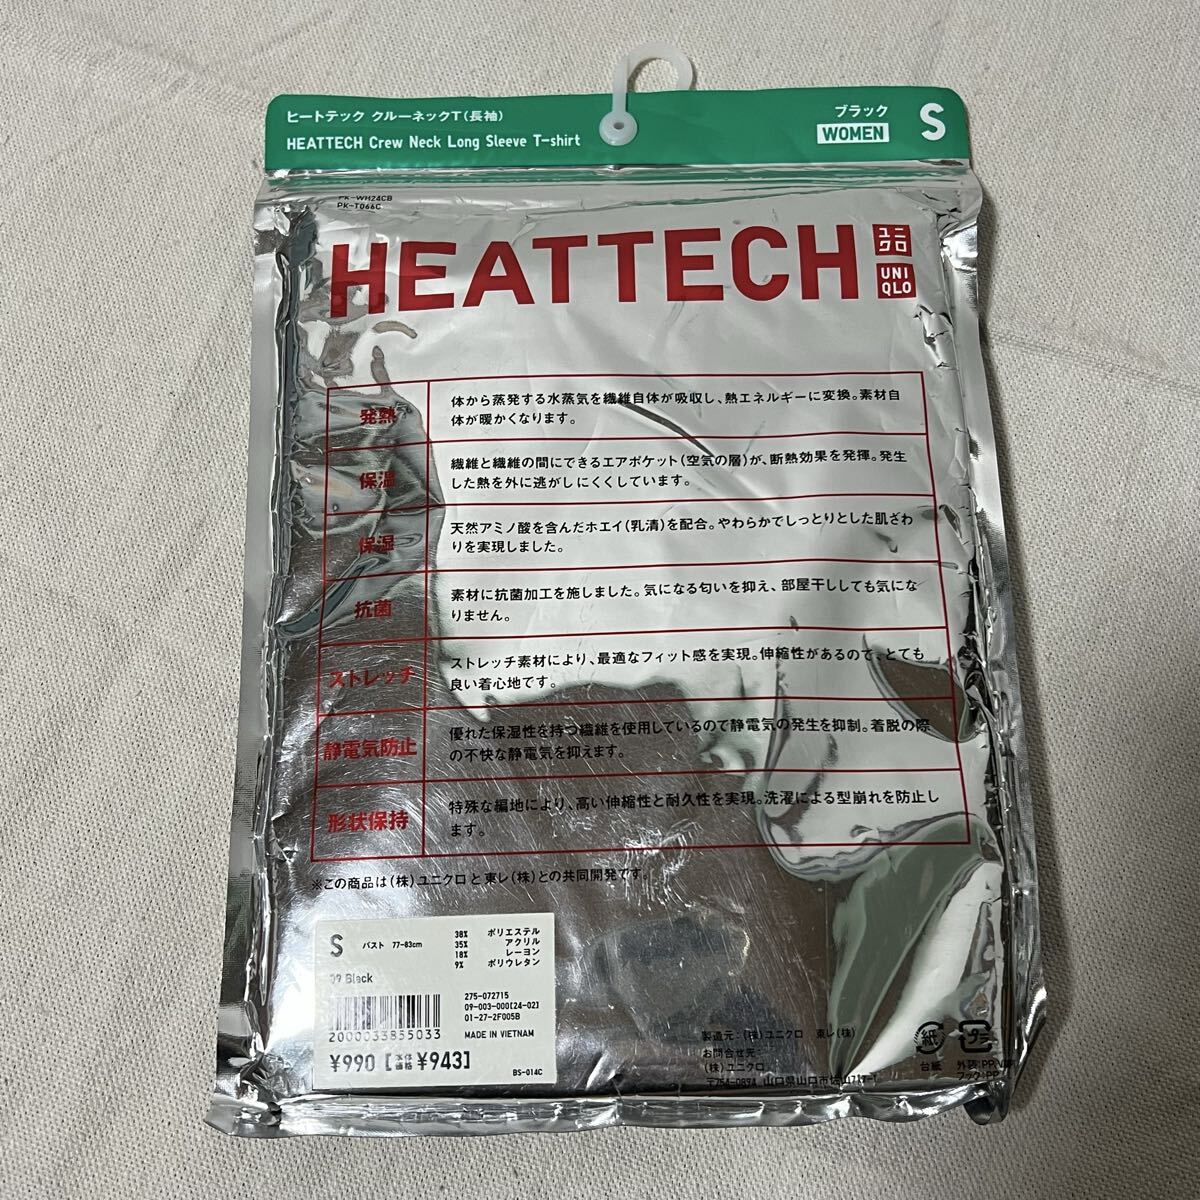 ヒートテック クルーネックT(長袖)
HEATTECH Crew Neck Long Sleeve T-shirt
ブラック
WOMEN
S
PK-WH24CB
PK-T066C
HEATTECH
ユニ
クロ
UNI
QLO
発熱
体から蒸発する水蒸気を繊維自体が吸収し、熱エネルギーに変換。素材自
体が暖かくなります。
保温
繊維と繊維の間にできるエアポケット(空気の層)が、断熱効果を発揮。発生
した熱を外に逃がしにくくしています。
保湿
天然アミノ酸を含んだホエイ(乳清)を配合。やわらかでしっとりとした肌ざわ
りを実現しました。
抗菌
素材に抗菌加工を施しました。気になる匂いを抑え、部屋干ししても気にな
りません。
ストレッチ
ストレッチ素材により、最適なフィット感を実現。伸縮性があるので、とても
良い着心地です。
静電気防止
優れた保湿性を持つ繊維を使用しているので静電気の発生を抑制。着脱の際
の不快な静電気を抑えます。
形状保持
特殊な編地により、高い伸縮性と耐久性を実現。洗濯による型崩れを防止し
ます。
※この商品は(株)ユニクロと東レ(株)との共同開発です。
S バスト 77-83cm
38% ポリエステル
35% アクリル
18% レーヨン
9% ポリウレタン
09 Black
275-072715
09-003-000[24-02]
01-27-2F005B
2000033855033
MADE IN VIETNAM
¥990 [本体価格 ¥943]
BS-014C
製造元:(株)ユニクロ 東レ(株)
お問合せ先:
(株)ユニクロ
〒754-0894 山口県山口市佐山717-1
紙
台紙
プラ
外装:PP,
フック:PP